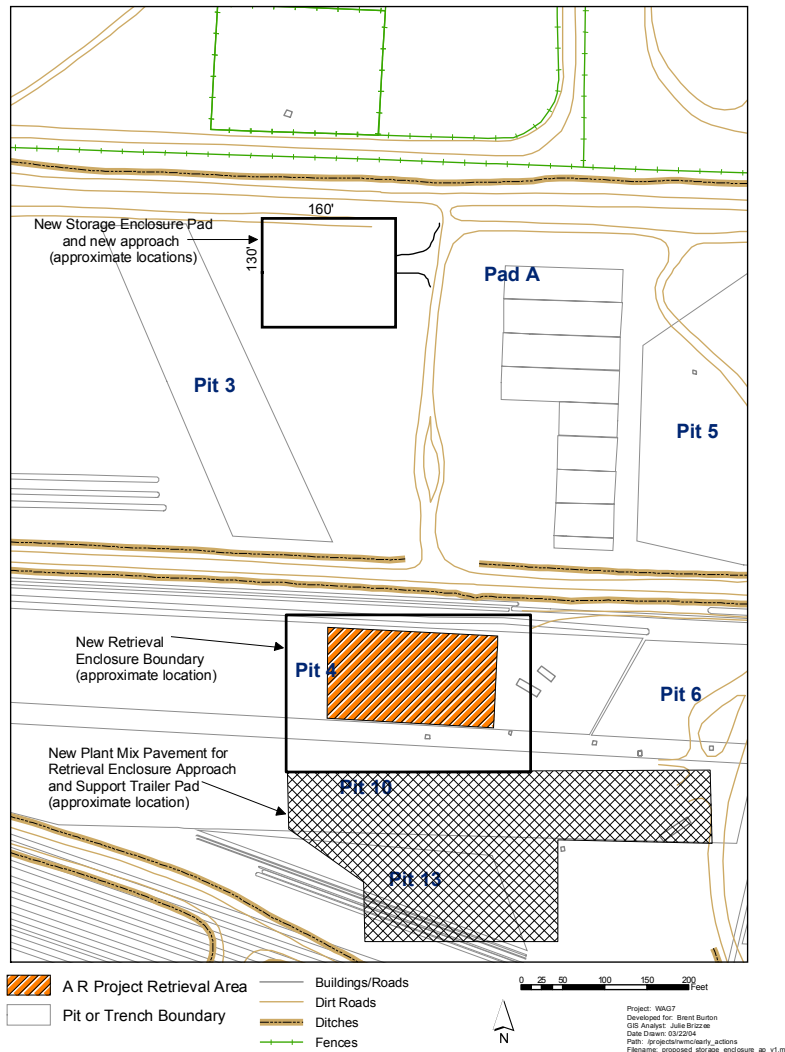 New Storage Enclosure Pad
and new approach
(approximate locations)
160'
130'
Pad A
Pit 3
Pit 5
New Retrieval
Enclosure Boundary
(approximate location)
Pit 4
Pit 6
New Plant Mix Pavement for
Retrieval Enclosure Approach
and Support Trailer Pad
(approximate location)
Pit 10
Pit 13
A R Project Retrieval Area
Pit or Trench Boundary
Buildings/Roads
Dirt Roads
Ditches
Fences
N
0 25 50 100 150 200
Feet
Project: WAG7
Developed for: Brent Burton
GIS Analyst: Julie Brizzee
Date Drawn: 03/22/04
Path: /projects/rwmc/early_actions
Filename: proposed_storage_enclosure_ap_v1.m